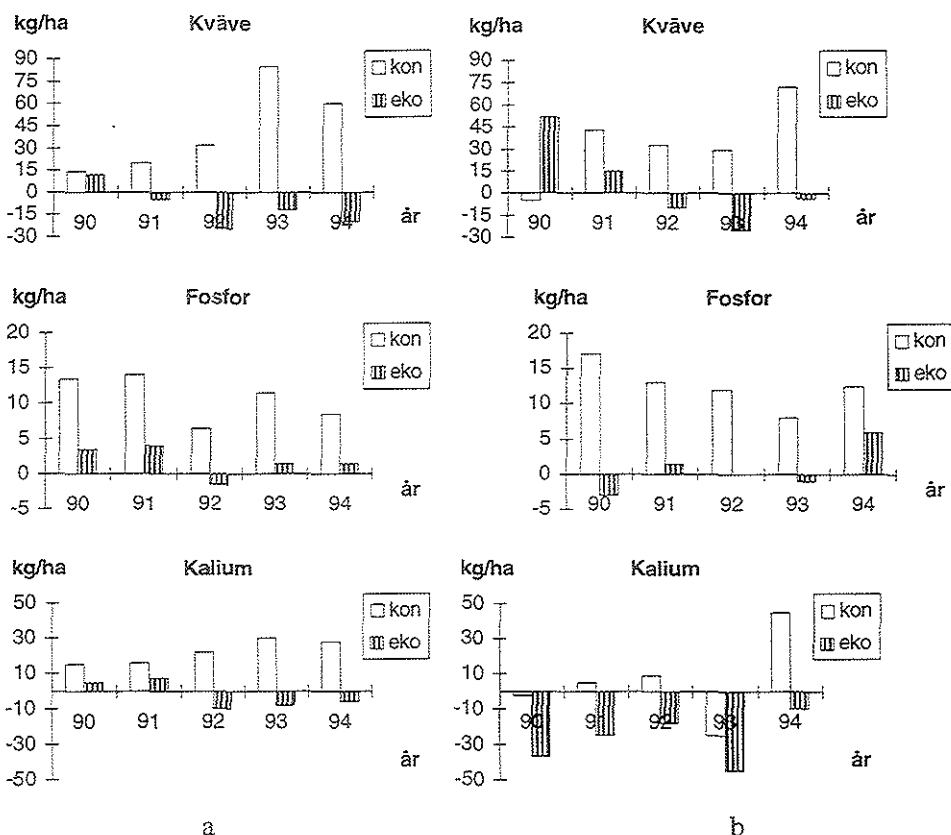 kg/ha Kväve
90
75
60
45
30
15
0
-15
-30
90 91 92 93 94
år
kon
eko
kg/ha Kväve
90
75
60
45
30
15
0
-15
-30
90 91 92 93 94
år
kon
eko
kg/ha Fosfor
20
15
10
5
0
-5
90 91 92 93 94
år
kon
eko
kg/ha Fosfor
20
15
10
5
0
-5
90 91 92 93 94
år
kon
eko
kg/ha Kalium
50
30
10
-10
-30
-50
90 91 92 93 94
år
kon
eko
kg/ha Kalium
50
30
10
-10
-30
-50
90 91 92 93 94
år
kon
eko
a b